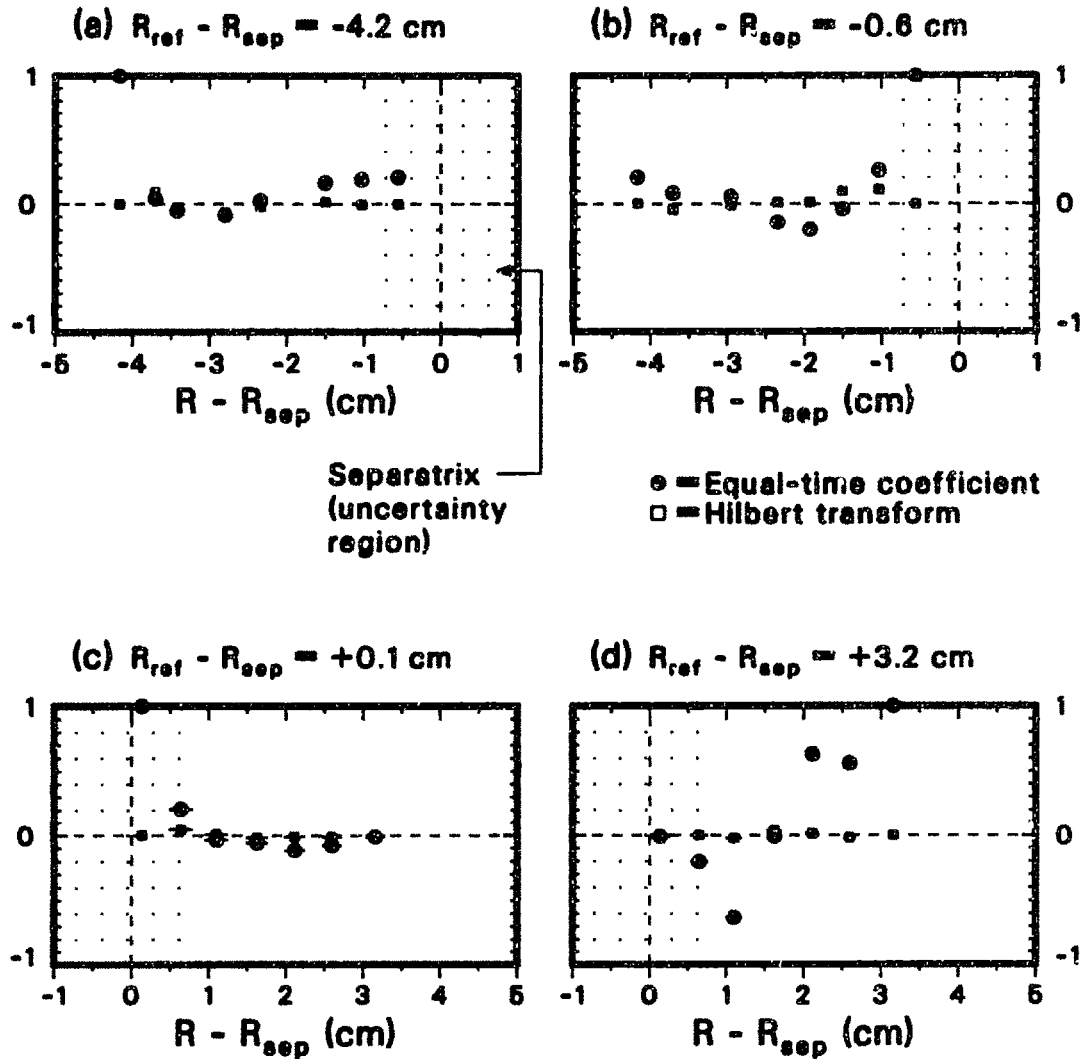 (a) R_ref - R_sep = -4.2 cm
(b) R_ref - R_sep = -0.6 cm
1
0
-1
1
0
-1
-5 -4 -3 -2 -1 0 1
-5 -4 -3 -2 -1 0 1
R - R_sep (cm)
R - R_sep (cm)
Separatrix
(uncertainty
region)
= Equal-time coefficient
= Hilbert transform
(c) R_ref - R_sep = +0.1 cm
(d) R_ref - R_sep = +3.2 cm
1
0
-1
1
0
-1
-1 0 1 2 3 4 5
-1 0 1 2 3 4 5
R - R_sep (cm)
R - R_sep (cm)